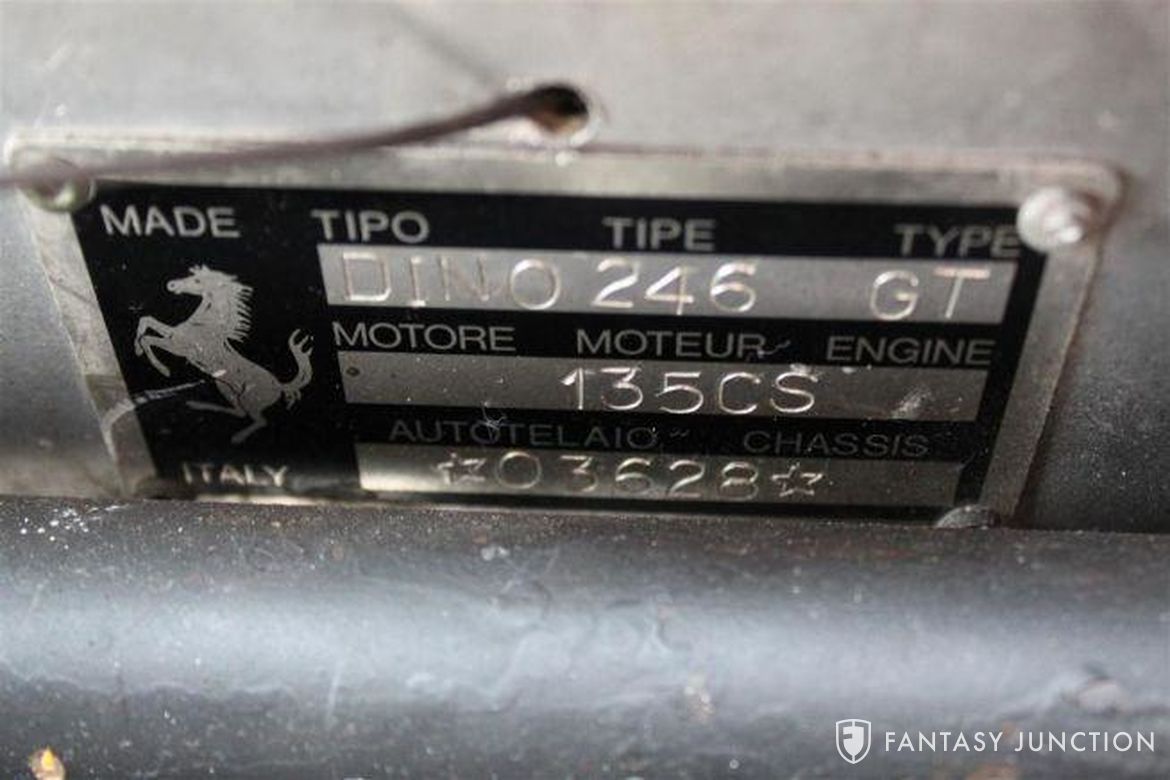 MADE TIPO TIPE TYPE
DINO 246 GT
MOTORE MOTEUR ENGINE
135CS
AUTOTELAIO CHASSIS
☆03628☆
ITALY
FANTASY JUNCTION